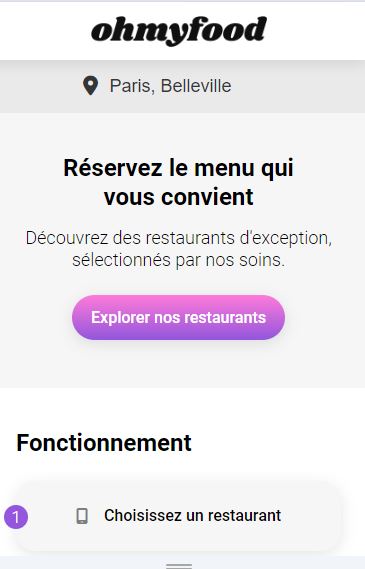 ohmyfood
Paris, Belleville
Réservez le menu qui
vous convient
Découvrez des restaurants d'exception,
sélectionnés par nos soins.
Explorer nos restaurants
Fonctionnement
1
Choisissez un restaurant